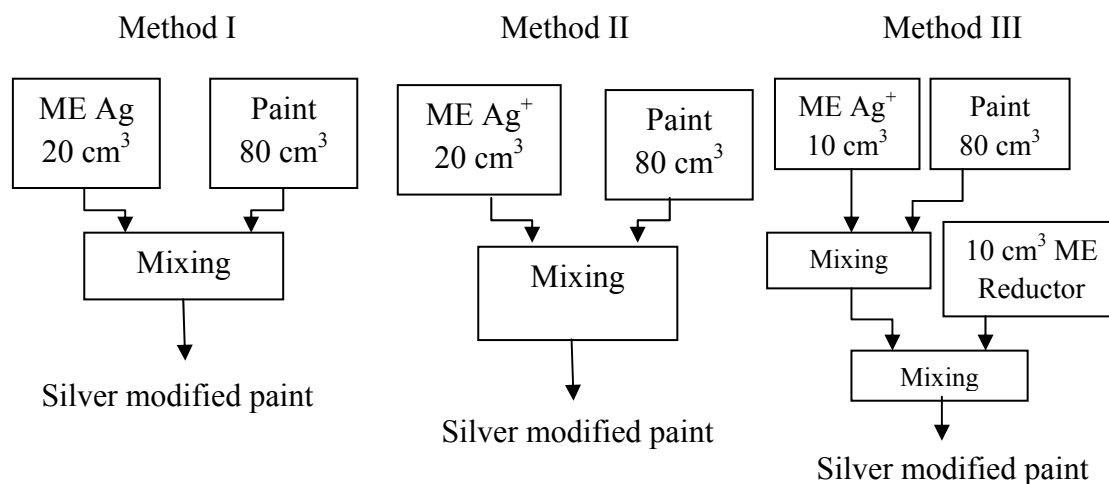 Method I
ME Ag
20 cm³
Paint
80 cm³
Mixing
Silver modified paint
Method II
ME Ag⁺
20 cm³
Paint
80 cm³
Mixing
Silver modified paint
Method III
ME Ag⁺
10 cm³
Paint
80 cm³
Mixing
10 cm³ ME
Reductor
Mixing
Silver modified paint